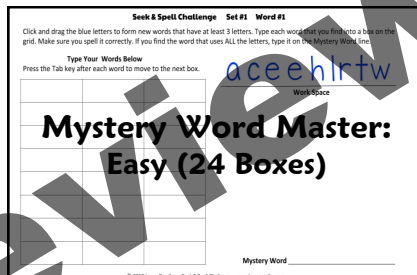 Seek & Spell Challenge Set #1 Word #1
Click and drag the blue letters to form new words that have at least 3 letters. Type each word that you find into a box on the
grid. Make sure you spell it correctly. If you find the word that uses ALL the letters, type it on the Mystery Word line.
Type Your Words Below
Press the Tab key after each word to move to the next box.
aceehlrtw
Work Space
Mystery Word Master:
Easy (24 Boxes)
Mystery Word
review